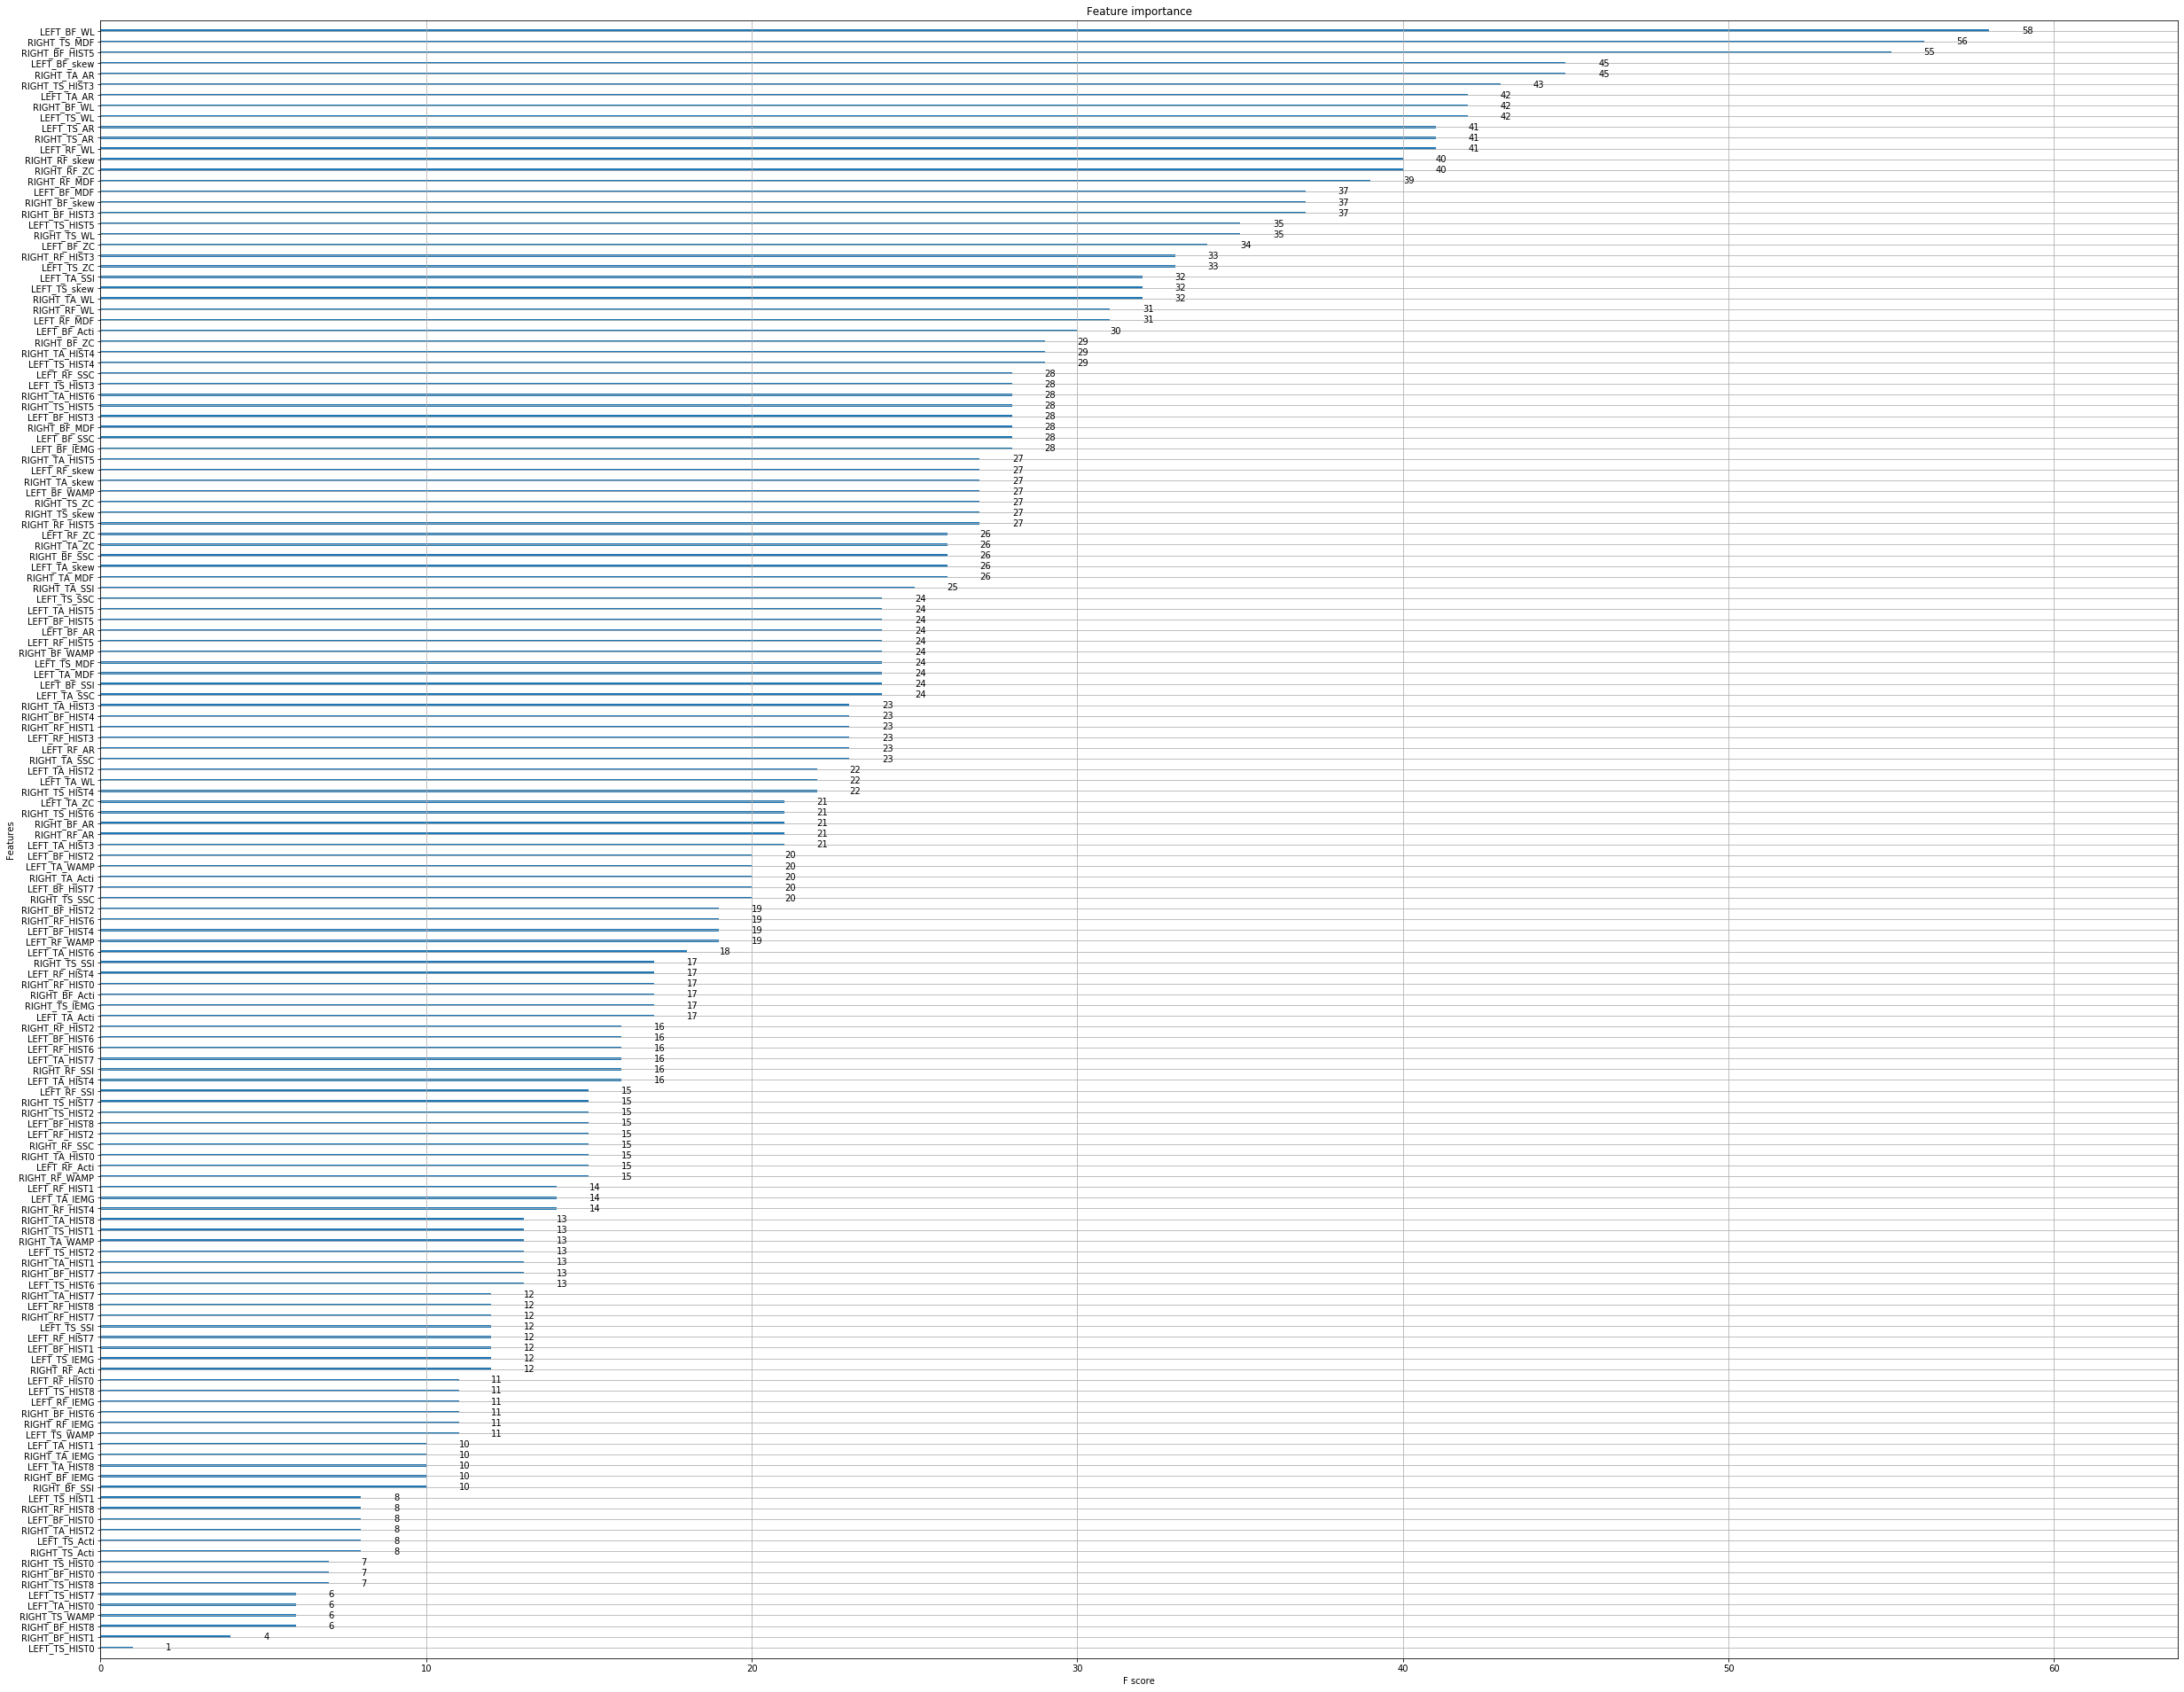 Feature importance
LEFT_BF_WL 58
RIGHT_TS_MDF 56
RIGHT_BF_HIST5 55
LEFT_BF_skew 45
RIGHT_TA_AR 45
RIGHT_TS_HIST3 43
LEFT_TA_AR 42
RIGHT_BF_WL 42
LEFT_TS_WL 42
LEFT_TS_AR 41
RIGHT_TS_AR 41
LEFT_RF_WL 41
RIGHT_RF_skew 40
RIGHT_RF_ZC 40
RIGHT_RF_MDF 39
LEFT_BF_MDF 37
RIGHT_BF_skew 37
RIGHT_BF_HIST3 37
LEFT_TS_HIST5 35
RIGHT_TS_WL 35
LEFT_BF_ZC 34
RIGHT_RF_HIST3 33
LEFT_TS_ZC 33
LEFT_TA_SSI 32
LEFT_TS_skew 32
RIGHT_TA_WL 32
RIGHT_RF_WL 31
LEFT_RF_MDF 31
LEFT_BF_Acti 30
RIGHT_BF_ZC 29
RIGHT_TA_HIST4 29
LEFT_TS_HIST4 29
LEFT_RF_SSC 28
LEFT_TS_HIST3 28
RIGHT_TA_HIST6 28
RIGHT_TS_HIST5 28
LEFT_BF_HIST3 28
RIGHT_BF_MDF 28
LEFT_BF_SSC 28
LEFT_BF_IEMG 28
RIGHT_TA_HIST5 27
LEFT_RF_skew 27
RIGHT_TA_skew 27
LEFT_BF_WAMP 27
RIGHT_TS_ZC 27
RIGHT_TS_skew 27
RIGHT_RF_HIST5 27
LEFT_RF_ZC 26
RIGHT_TA_ZC 26
RIGHT_BF_SSC 26
LEFT_TA_skew 26
RIGHT_TA_MDF 26
RIGHT_TA_SSI 25
LEFT_TS_SSC 24
LEFT_TA_HIST5 24
LEFT_BF_HIST5 24
LEFT_BF_AR 24
LEFT_RF_HIST5 24
RIGHT_BF_WAMP 24
LEFT_TS_MDF 24
LEFT_TA_MDF 24
LEFT_BF_SSI 24
LEFT_TA_SSC 24
RIGHT_TA_HIST3 23
RIGHT_BF_HIST4 23
RIGHT_RF_HIST1 23
LEFT_RF_HIST3 23
LEFT_RF_AR 23
RIGHT_TA_SSC 23
LEFT_TA_HIST2 22
LEFT_TA_WL 22
RIGHT_TS_HIST4 22
LEFT_TA_ZC 21
RIGHT_TS_HIST6 21
RIGHT_BF_AR 21
RIGHT_RF_AR 21
LEFT_TA_HIST3 21
LEFT_BF_HIST2 20
LEFT_TA_WAMP 20
RIGHT_TA_Acti 20
LEFT_BF_HIST7 20
RIGHT_TS_SSC 20
RIGHT_BF_HIST2 19
RIGHT_RF_HIST6 19
LEFT_BF_HIST4 19
LEFT_RF_WAMP 19
LEFT_TA_HIST6 18
RIGHT_TS_SSI 17
LEFT_RF_HIST4 17
RIGHT_RF_HIST0 17
RIGHT_BF_Acti 17
RIGHT_TS_IEMG 17
LEFT_TA_Acti 17
RIGHT_RF_HIST2 16
LEFT_BF_HIST6 16
LEFT_RF_HIST6 16
LEFT_TA_HIST7 16
RIGHT_RF_SSI 16
LEFT_TA_HIST4 16
LEFT_RF_SSI 15
RIGHT_TS_HIST7 15
RIGHT_TS_HIST2 15
LEFT_BF_HIST8 15
LEFT_RF_HIST2 15
RIGHT_RF_SSC 15
RIGHT_TA_HIST0 15
LEFT_RF_Acti 15
RIGHT_RF_WAMP 15
LEFT_RF_HIST1 14
LEFT_TA_IEMG 14
RIGHT_RF_HIST4 14
RIGHT_TA_HIST8 13
RIGHT_TS_HIST1 13
RIGHT_TA_WAMP 13
LEFT_TS_HIST2 13
RIGHT_TA_HIST1 13
RIGHT_BF_HIST7 13
LEFT_TS_HIST6 13
RIGHT_TA_HIST7 12
LEFT_RF_HIST8 12
RIGHT_RF_HIST7 12
LEFT_TS_SSI 12
LEFT_RF_HIST7 12
LEFT_BF_HIST1 12
LEFT_TS_IEMG 12
RIGHT_RF_Acti 12
LEFT_RF_HIST0 11
LEFT_TS_HIST8 11
LEFT_RF_IEMG 11
RIGHT_BF_HIST6 11
RIGHT_RF_IEMG 11
LEFT_TS_WAMP 11
LEFT_TA_HIST1 10
RIGHT_TA_IEMG 10
LEFT_TA_HIST8 10
RIGHT_BF_IEMG 10
RIGHT_BF_SSI 10
LEFT_TS_HIST1 8
RIGHT_RF_HIST8 8
LEFT_BF_HIST0 8
RIGHT_TA_HIST2 8
LEFT_TS_Acti 8
RIGHT_TS_Acti 8
RIGHT_TS_HIST0 7
RIGHT_BF_HIST0 7
RIGHT_TS_HIST8 7
LEFT_TS_HIST7 6
LEFT_TA_HIST0 6
RIGHT_TS_WAMP 6
RIGHT_BF_HIST8 6
RIGHT_BF_HIST1 4
LEFT_TS_HIST0 1
Features
0 10 20 30 40 50 60
F score